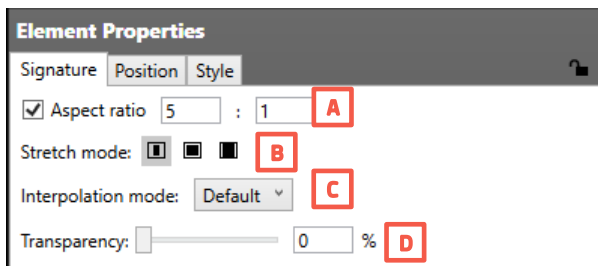 Element Properties
Signature Position Style
Aspect ratio 5 : 1 A
Stretch mode: B
Interpolation mode: Default C
Transparency: 0 % D